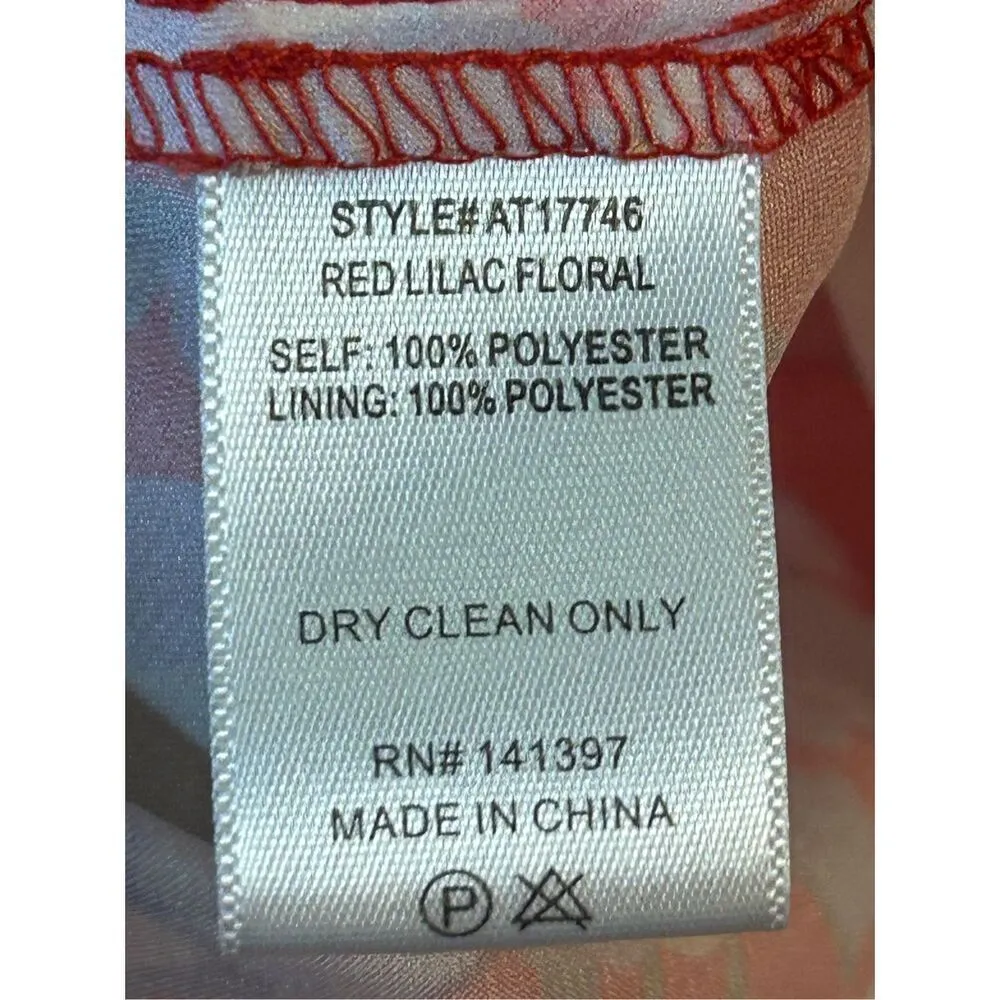 STYLE# AT17746
RED LILAC FLORAL
SELF: 100% POLYESTER
LINING: 100% POLYESTER
DRY CLEAN ONLY
RN# 141397
MADE IN CHINA
P